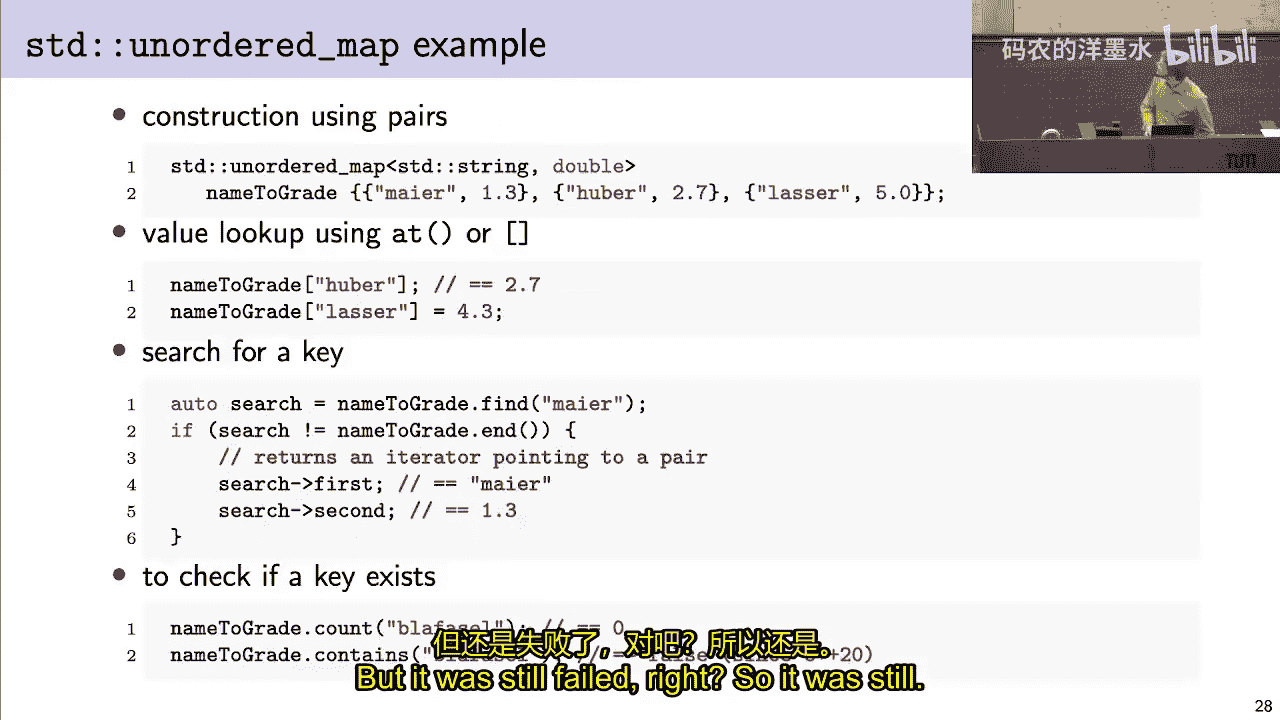 std::unordered_map example
码农的洋墨水 bilibili
TUM
• construction using pairs
1 std::unordered_map<std::string, double>
2 nameToGrade {{"maier", 1.3}, {"huber", 2.7}, {"lasser", 5.0}};
• value lookup using at() or []
1 nameToGrade["huber"]; // == 2.7
2 nameToGrade["lasser"] = 4.3;
• search for a key
1 auto search = nameToGrade.find("maier");
2 if (search != nameToGrade.end()) {
3 // returns an iterator pointing to a pair
4 search->first; // == "maier"
5 search->second; // == 1.3
6 }
• to check if a key exists
1 nameToGrade.count("blafasel"); // == 0
2 nameToGrade.contains("blafasel"); // == false (since C++20)
但还是失败了，对吧？所以还是。
But it was still failed, right? So it was still.
28